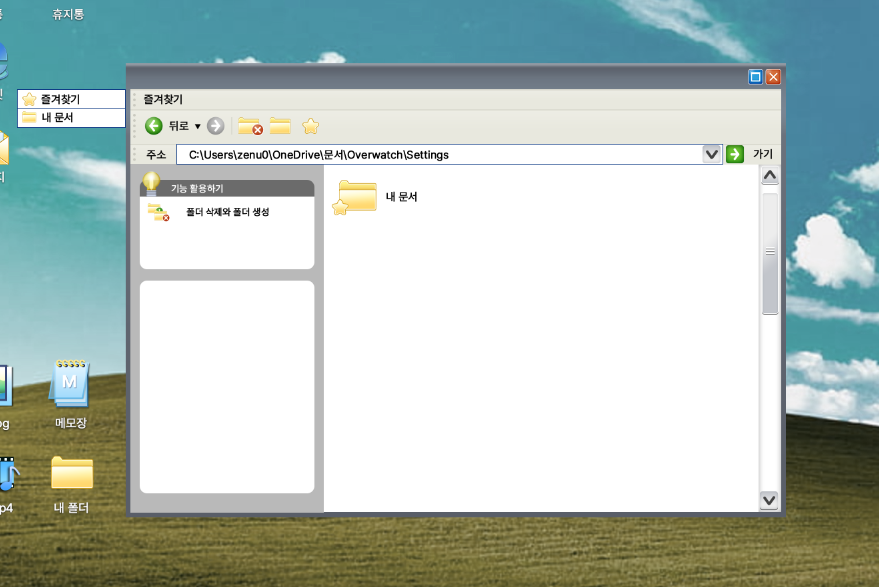 휴지통
즐겨찾기
내 문서
즐겨찾기
뒤로
주소 C:\Users\zenu0\OneDrive\문서\Overwatch\Settings 가기
기능 활용하기
폴더 삭제와 폴더 생성
내 문서
M
메모장
p4
내 폴더